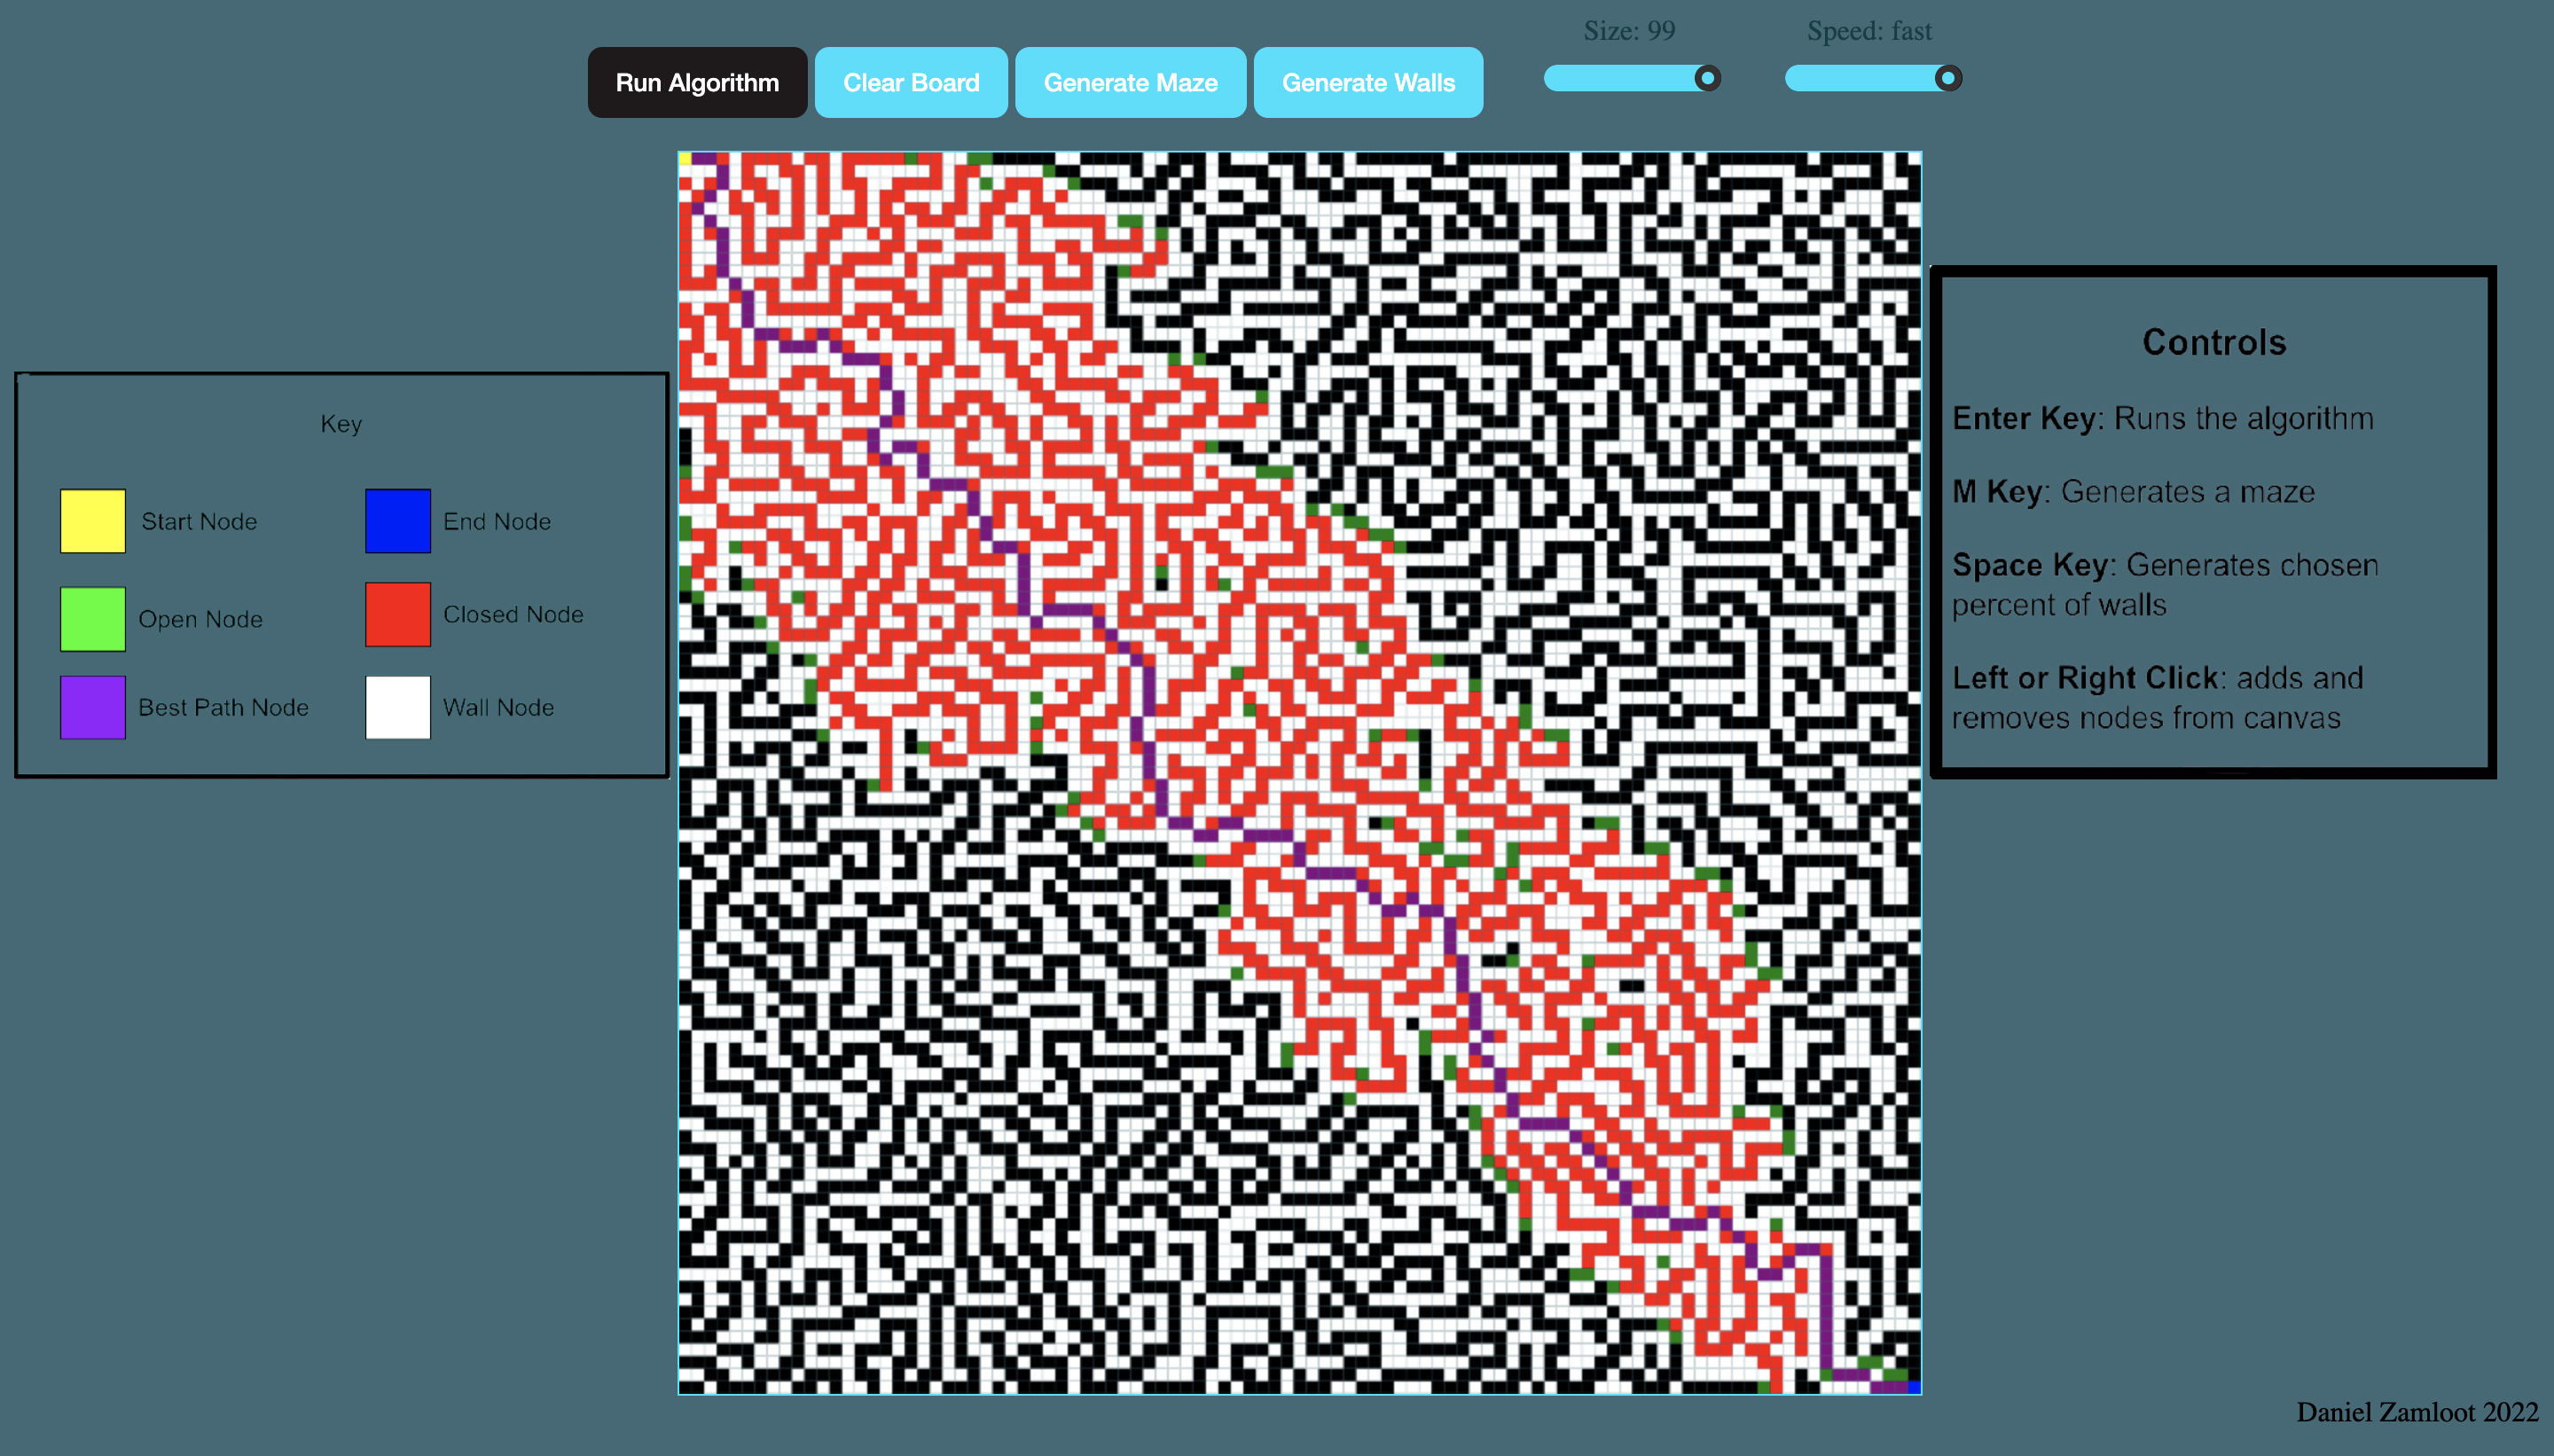 Size: 99
Speed: fast
Run Algorithm
Clear Board
Generate Maze
Generate Walls
Key
Start Node
End Node
Open Node
Closed Node
Best Path Node
Wall Node
Controls
Enter Key: Runs the algorithm
M Key: Generates a maze
Space Key: Generates chosen
percent of walls
Left or Right Click: adds and
removes nodes from canvas
Daniel Zamloot 2022